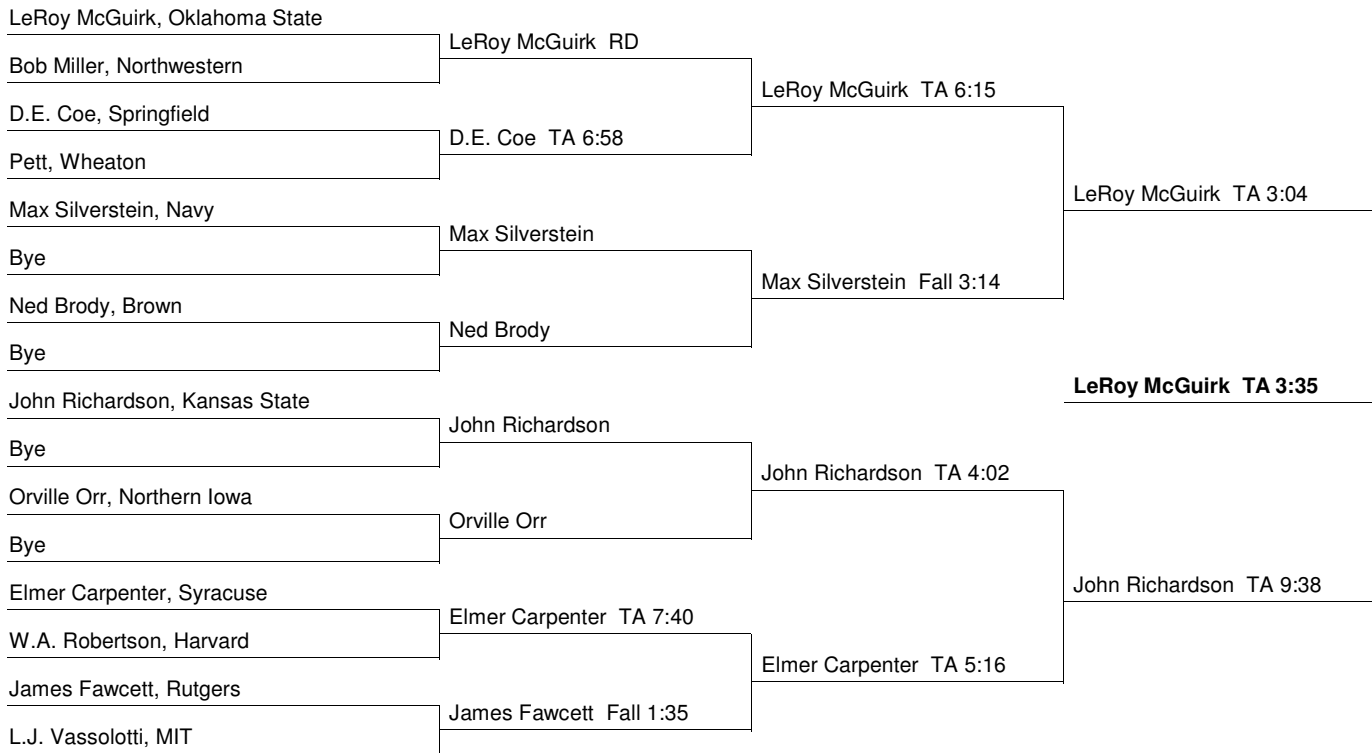 LeRoy McGuirk, Oklahoma State
Bob Miller, Northwestern
D.E. Coe, Springfield
Pett, Wheaton
Max Silverstein, Navy
Bye
Ned Brody, Brown
Bye
John Richardson, Kansas State
Bye
Orville Orr, Northern Iowa
Bye
Elmer Carpenter, Syracuse
W.A. Robertson, Harvard
James Fawcett, Rutgers
L.J. Vassolotti, MIT
LeRoy McGuirk RD
D.E. Coe TA 6:58
Max Silverstein
Ned Brody
John Richardson
Orville Orr
Elmer Carpenter TA 7:40
James Fawcett Fall 1:35
LeRoy McGuirk TA 6:15
Max Silverstein Fall 3:14
John Richardson TA 4:02
Elmer Carpenter TA 5:16
LeRoy McGuirk TA 3:04
John Richardson TA 9:38
LeRoy McGuirk TA 3:35